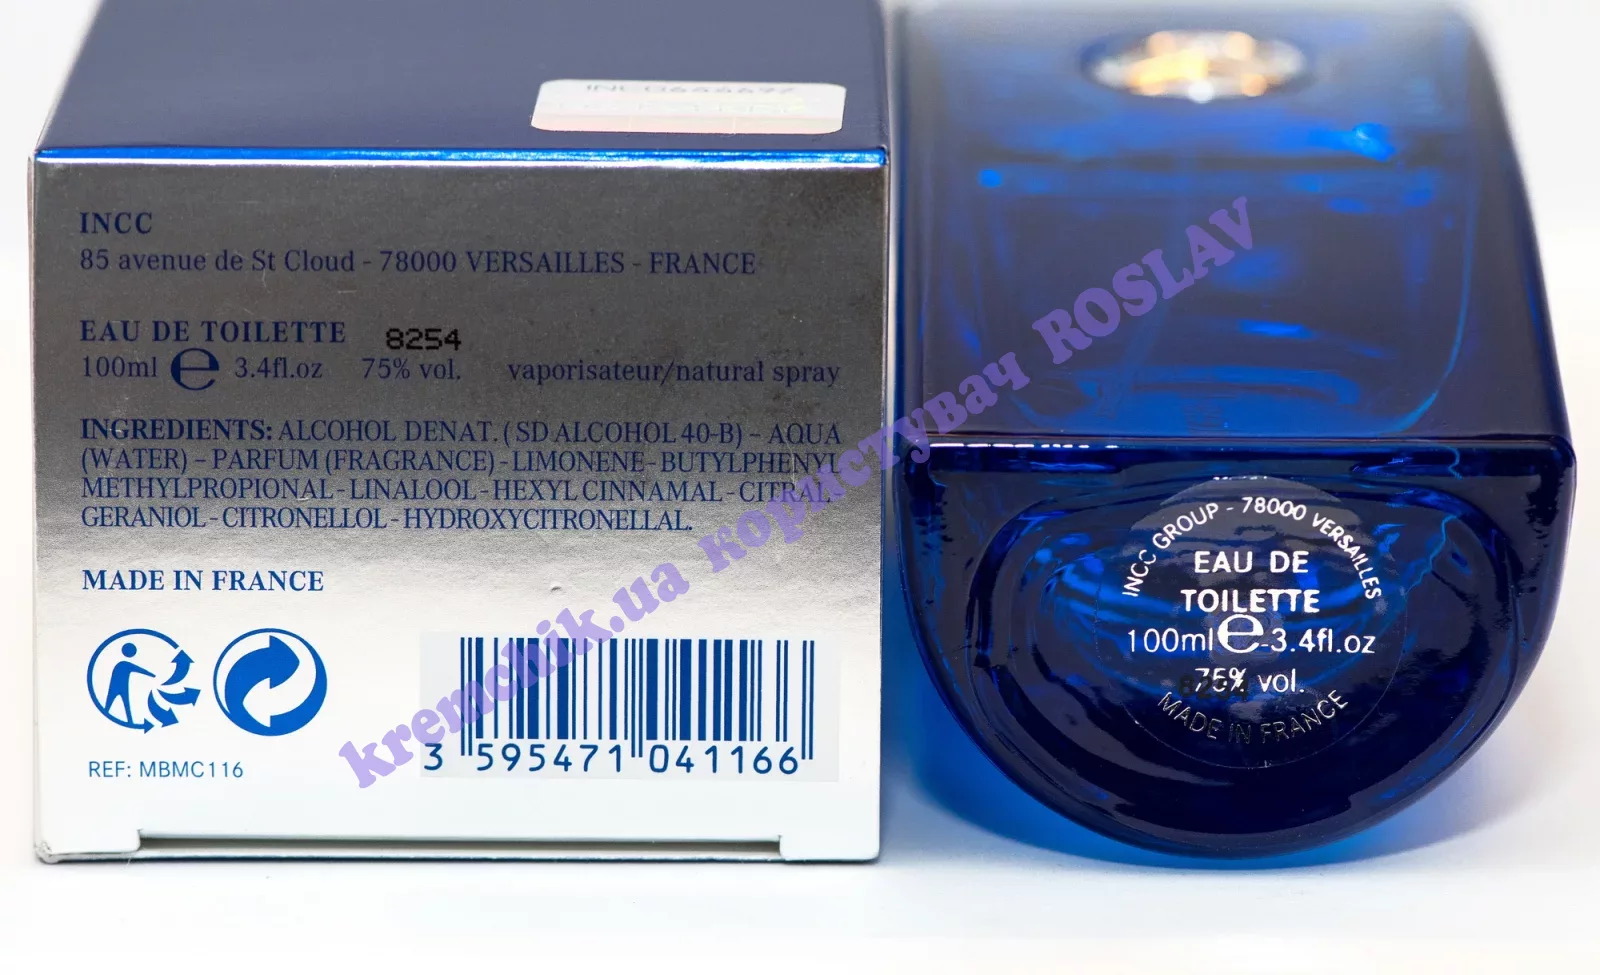 INCC
85 avenue de St Cloud - 78000 VERSAILLES - FRANCE
EAU DE TOILETTE 8254
100ml e 3.4fl.oz 75% vol. vaporisateur/natural spray
INGREDIENTS: ALCOHOL DENAT. (SD ALCOHOL 40-B) - AQUA
(WATER) - PARFUM (FRAGRANCE) - LIMONENE - BUTYLPHENYL
METHYLPROPIONAL - LINALOOL - HEXYL CINNAMAL - CITRAL
GERANIOL - CITRONELLOL - HYDROXYCITRONELLAL.
MADE IN FRANCE
REF: MBMC116
3 595471 041166
INCC GROUP - 78000 VERSAILLES
EAU DE
TOILETTE
100ml e 3.4fl.oz
75% vol.
MADE IN FRANCE
kremchik.ua користувач ROSLAV